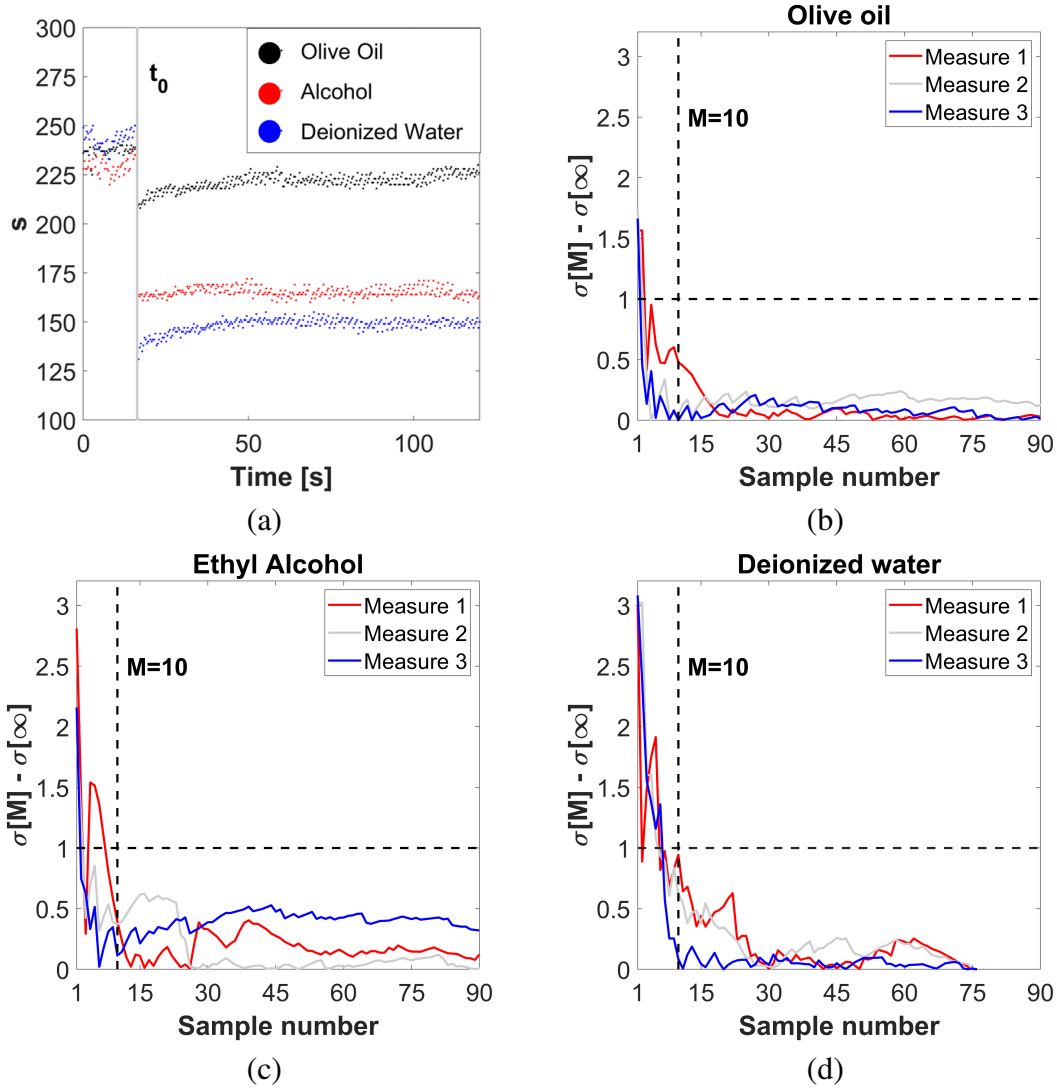 300
275
250
225
200
175
150
125
100
s
t0
Olive Oil
Alcohol
Deionized Water
0
50
100
Time [s]
(a)
Olive oil
3
2.5
2
1.5
1
0.5
0
σ[M] - σ[∞]
Measure 1
Measure 2
Measure 3
M=10
1
15
30
45
60
75
90
Sample number
(b)
Ethyl Alcohol
3
2.5
2
1.5
1
0.5
0
σ[M] - σ[∞]
Measure 1
Measure 2
Measure 3
M=10
1
15
30
45
60
75
90
Sample number
(c)
Deionized water
3
2.5
2
1.5
1
0.5
0
σ[M] - σ[∞]
Measure 1
Measure 2
Measure 3
M=10
1
15
30
45
60
75
90
Sample number
(d)